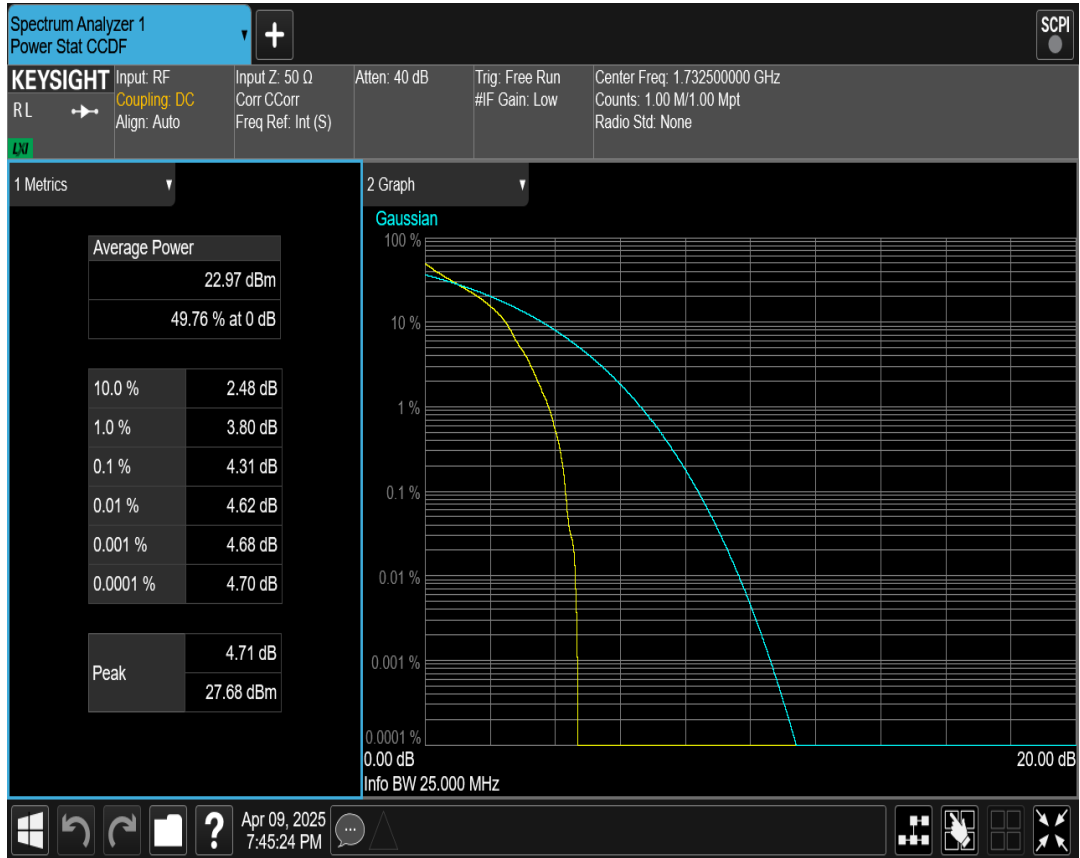 Spectrum Analyzer 1
Power Stat CCDF
+
SCPI
KEYSIGHT
RL
LXI
Input: RF
Coupling: DC
Align: Auto
Input Z: 50 Ω
Corr CCorr
Freq Ref: Int (S)
Atten: 40 dB
Trig: Free Run
#IF Gain: Low
Center Freq: 1.732500000 GHz
Counts: 1.00 M/1.00 Mpt
Radio Std: None
1 Metrics
Average Power
22.97 dBm
49.76 % at 0 dB
10.0 % 2.48 dB
1.0 % 3.80 dB
0.1 % 4.31 dB
0.01 % 4.62 dB
0.001 % 4.68 dB
0.0001 % 4.70 dB
Peak
4.71 dB
27.68 dBm
2 Graph
Gaussian
100 %
10 %
1 %
0.1 %
0.01 %
0.001 %
0.0001 %
0.00 dB 20.00 dB
Info BW 25.000 MHz
?
Apr 09, 2025
7:45:24 PM